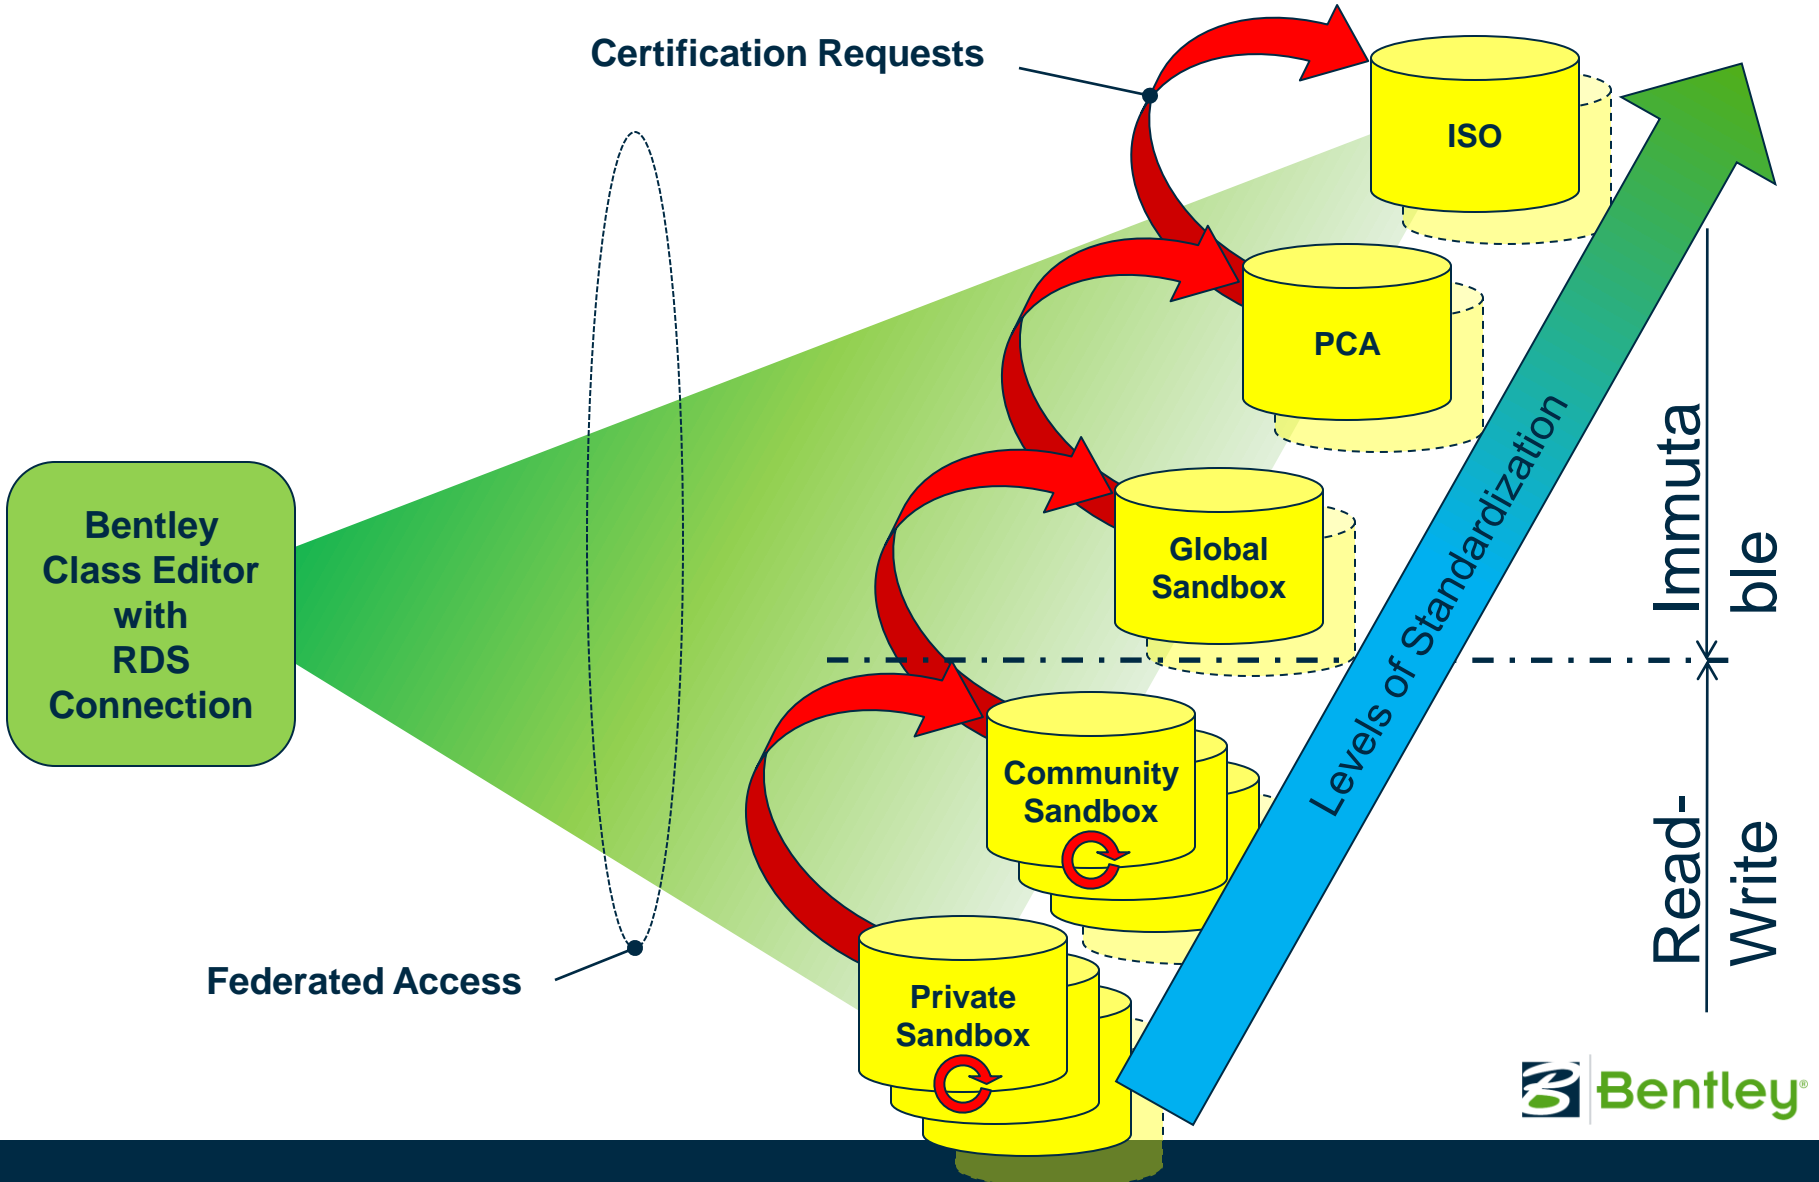 Certification Requests
ISO
PCA
Global
Sandbox
Community
Sandbox
Private
Sandbox
Bentley
Class Editor
with
RDS
Connection
Federated Access
Levels of Standardization
Immuta
ble
Read-
Write
Bentley®